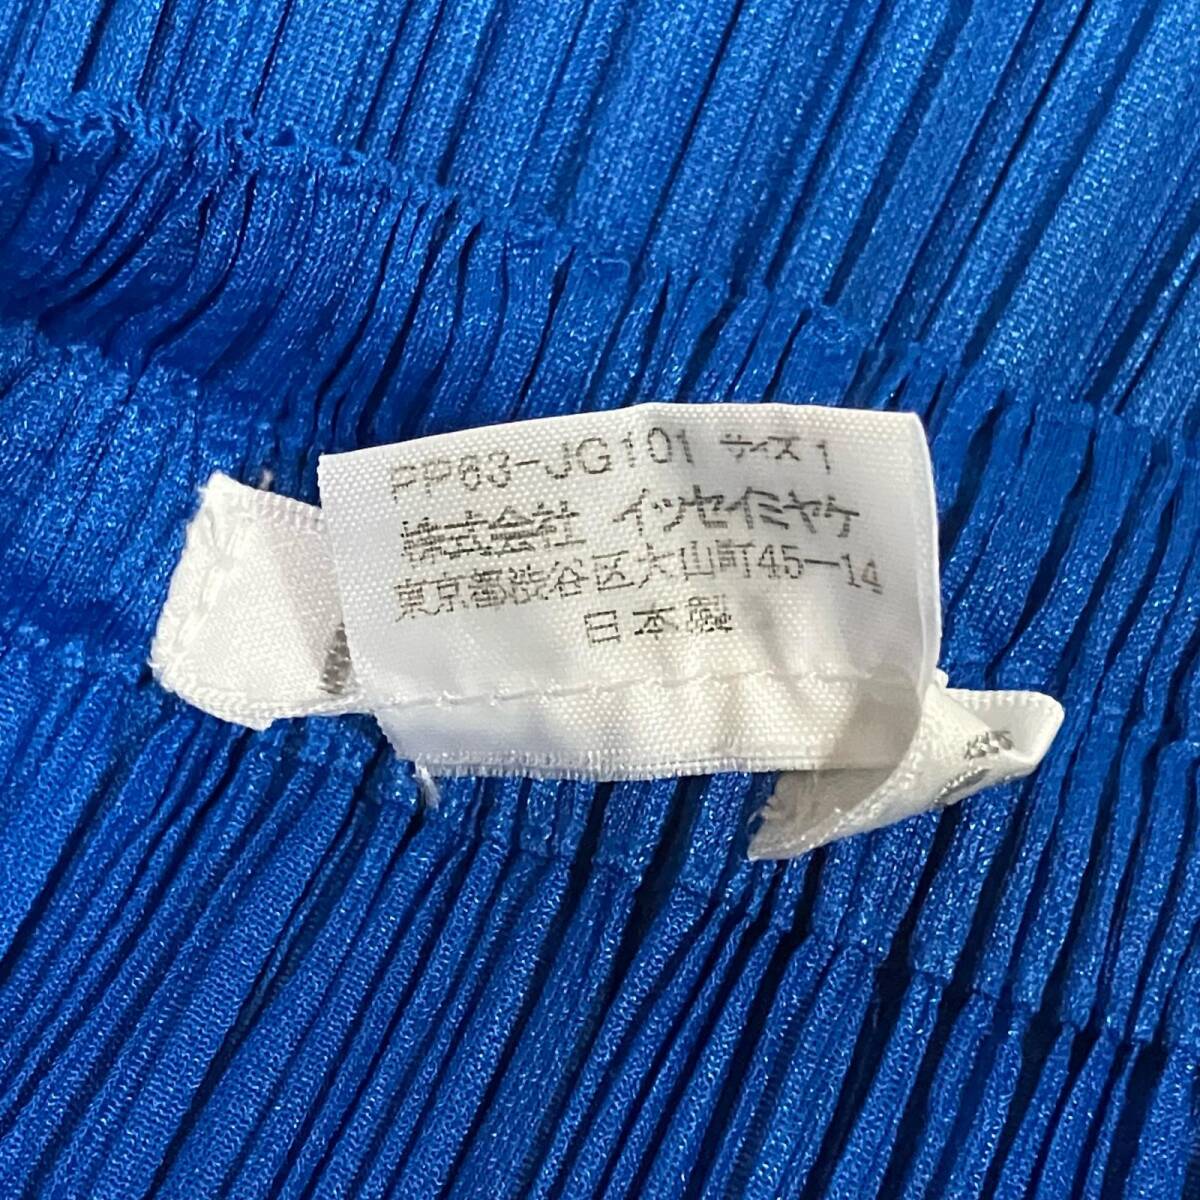 PP63-JG101 サイズ1
株式会社 イッセイミヤケ
東京都渋谷区大山町45-14
日本製